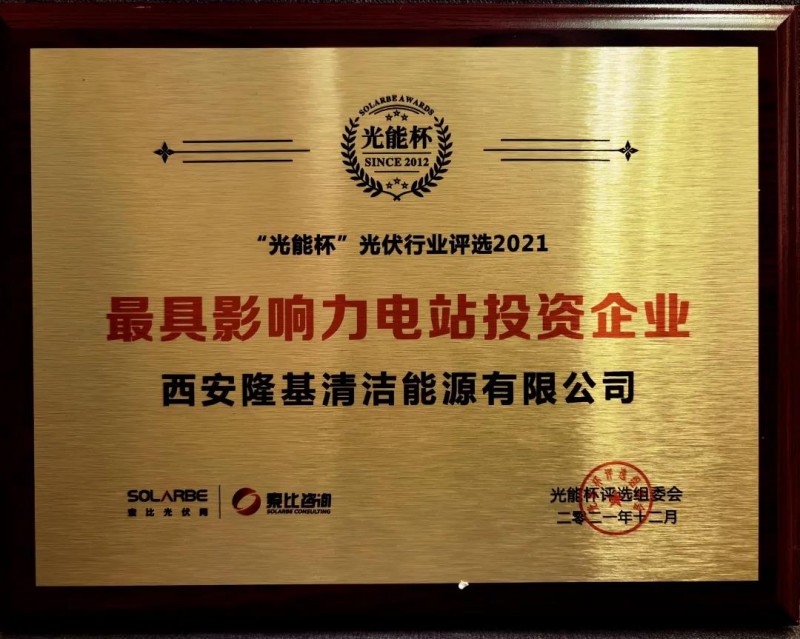 SOLARBE AWARDS
光能杯
SINCE 2012
“光能杯”光伏行业评选2021
最具影响力电站投资企业
西安隆基清洁能源有限公司
SOLARBE
索比光伏网
索比咨询
SOLARBE CONSULTING
光能杯评选组委会
二零二一年十二月